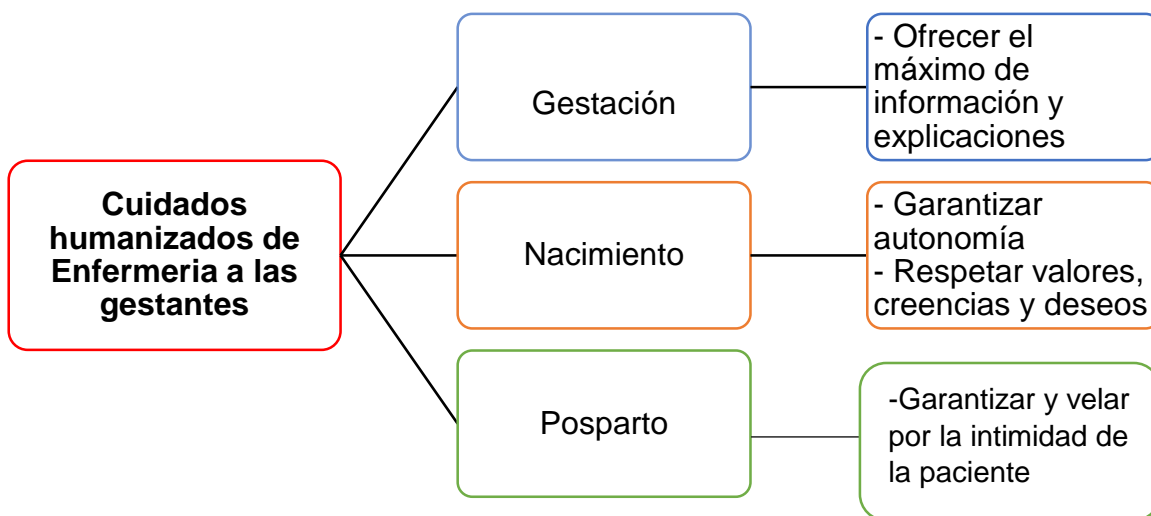 Cuidados
humanizados de
Enfermeria a las
gestantes
Gestación
- Ofrecer el
máximo de
información y
explicaciones
Nacimiento
- Garantizar
autonomía
- Respetar valores,
creencias y deseos
Posparto
-Garantizar y velar
por la intimidad de
la paciente